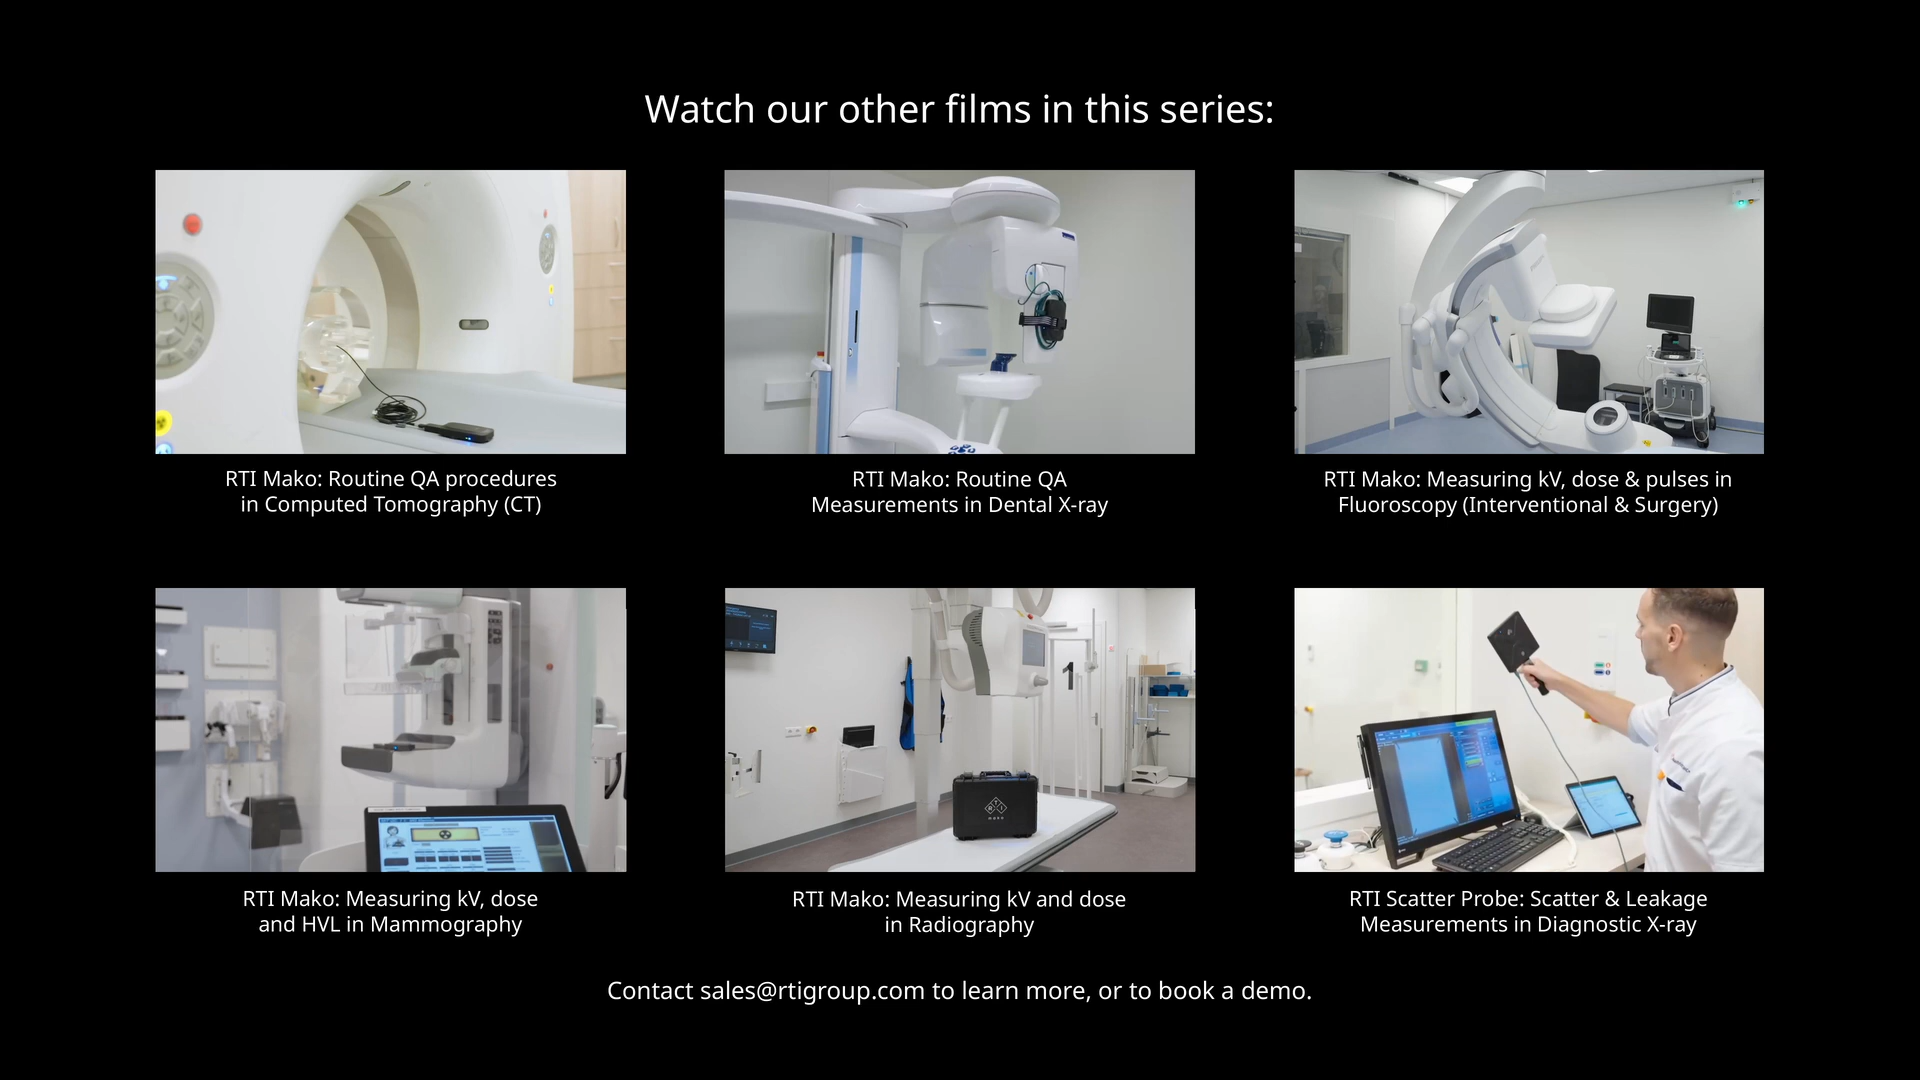 Watch our other films in this series:
RTI Mako: Routine QA procedures
in Computed Tomography (CT)
RTI Mako: Routine QA
Measurements in Dental X-ray
RTI Mako: Measuring kV, dose & pulses in
Fluoroscopy (Interventional & Surgery)
RTI
mako
RTI Mako: Measuring kV, dose
and HVL in Mammography
RTI Mako: Measuring kV and dose
in Radiography
RTI Scatter Probe: Scatter & Leakage
Measurements in Diagnostic X-ray
Contact sales@rtigroup.com to learn more, or to book a demo.